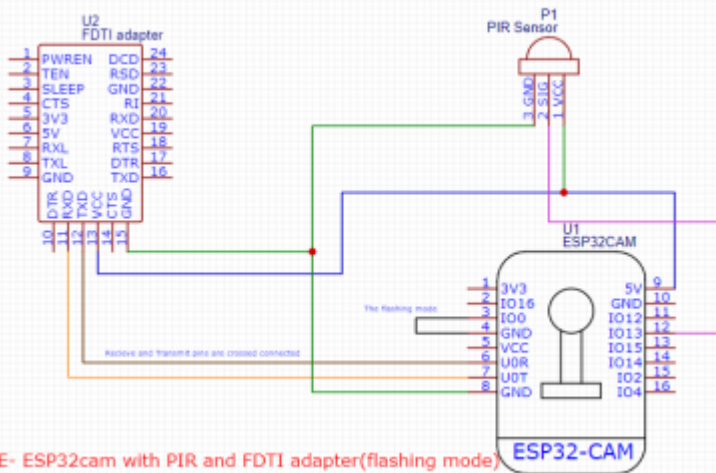 U2
FDTI adapter
P1
PIR Sensor
1 PWREN DCD 24
2 TEN RSD 23
3 SLEEP GND 22
4 CTS RI 21
5 3V3 RXD 20
6 5V VCC 19
7 RXL RTS 18
8 TXL DTR 17
9 GND TXD 16
DTR RXD TXD VCC CTS GND
10 11 12 13 14 15
3 GND
2 SIG
1 VCC
U1
ESP32CAM
1 3V3 5V 9
2 IO16 GND 10
3 IO0 IO12 11
4 GND IO13 12
5 VCC IO15 13
6 U0R IO14 14
7 U0T IO2 15
8 GND IO4 16
The flashing mode
Recieve and Transmit pins are crossed connected
ESP32-CAM
E- ESP32cam with PIR and FDTI adapter(flashing mode)